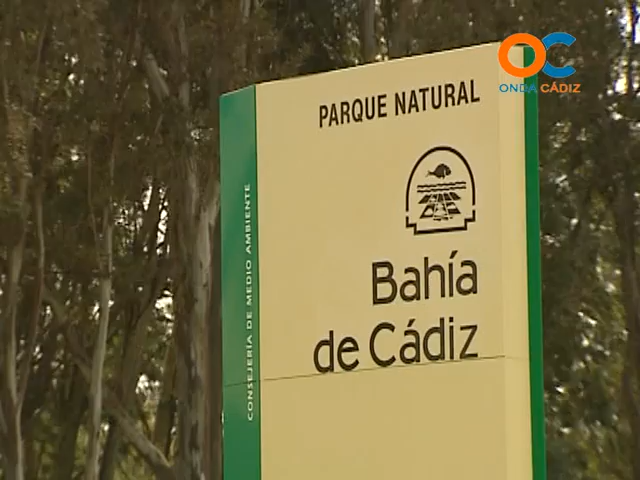 OC
ONDA CÁDIZ
PARQUE NATURAL
Bahía
de Cádiz
CONSEJERÍA DE MEDIO AMBIENTE